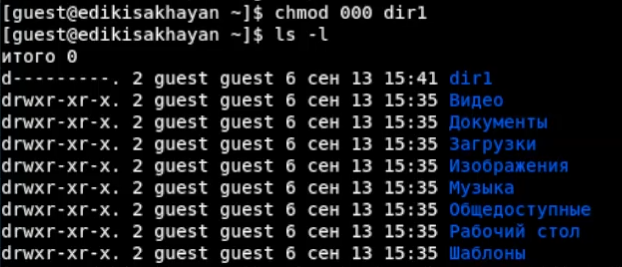 [guest@edikisakhayan ~]$ chmod 000 dir1
[guest@edikisakhayan ~]$ ls -l
итого 0
d---------. 2 guest guest 6 сен 13 15:41 dir1
drwxr-xr-x. 2 guest guest 6 сен 13 15:35 Видео
drwxr-xr-x. 2 guest guest 6 сен 13 15:35 Документы
drwxr-xr-x. 2 guest guest 6 сен 13 15:35 Загрузки
drwxr-xr-x. 2 guest guest 6 сен 13 15:35 Изображения
drwxr-xr-x. 2 guest guest 6 сен 13 15:35 Музыка
drwxr-xr-x. 2 guest guest 6 сен 13 15:35 Общедоступные
drwxr-xr-x. 2 guest guest 6 сен 13 15:35 Рабочий стол
drwxr-xr-x. 2 guest guest 6 сен 13 15:35 Шаблоны